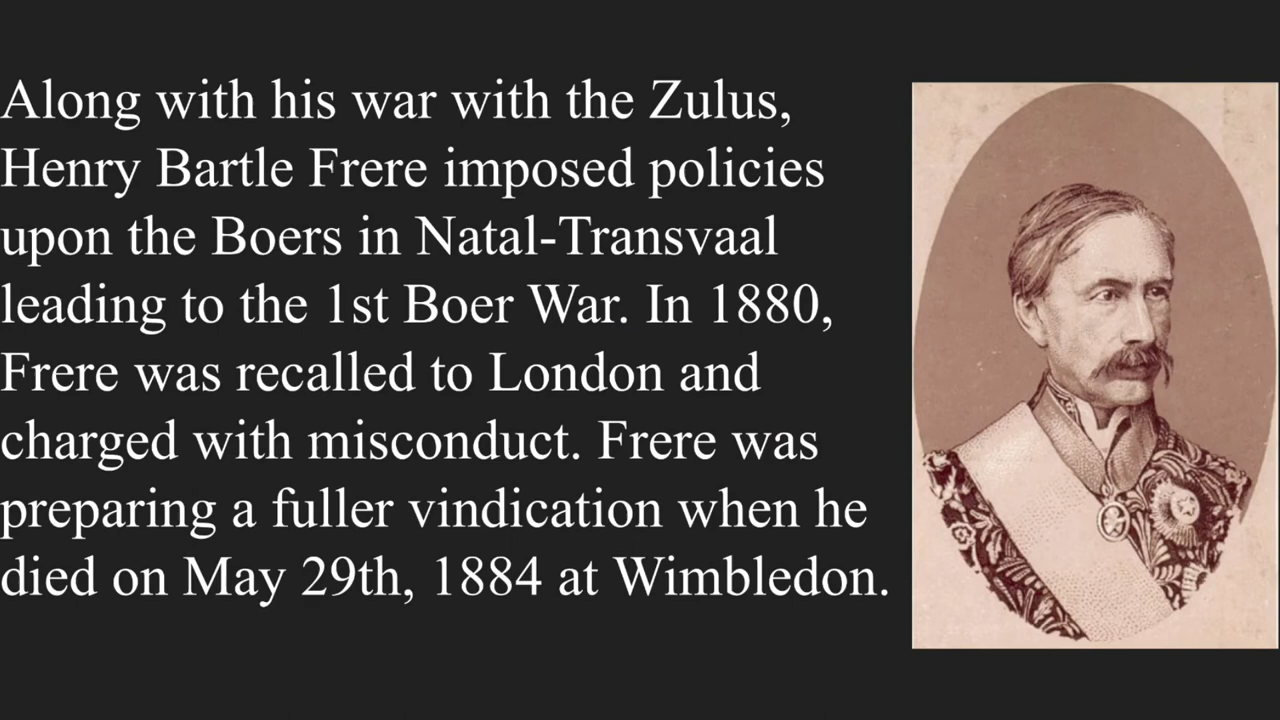 Along with his war with the Zulus,
Henry Bartle Frere imposed policies
upon the Boers in Natal-Transvaal
leading to the 1st Boer War. In 1880,
Frere was recalled to London and
charged with misconduct. Frere was
preparing a fuller vindication when he
died on May 29th, 1884 at Wimbledon.